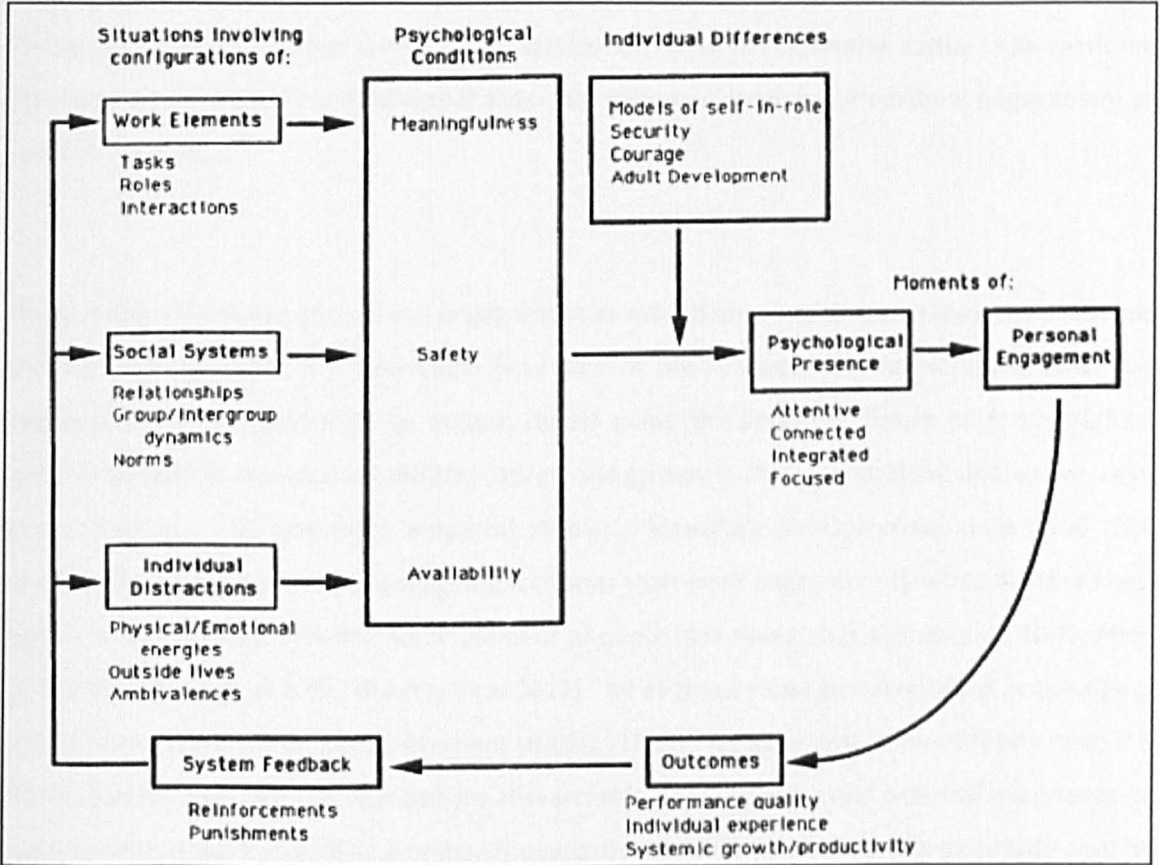 Situations Involving
configurations of:
Psychological
Conditions
Individual Differences
Work Elements
Tasks
Roles
Interactions
Meaningfulness
Models of self-in-role
Security
Courage
Adult Development
Social Systems
Relationships
Group/Intergroup
dynamics
Norms
Safety
Moments of:
Psychological
Presence
Attentive
Connected
Integrated
Focused
Personal
Engagement
Individual
Distractions
Physical/Emotional
energies
Outside lives
Ambivalences
Availability
System Feedback
Reinforcements
Punishments
Outcomes
Performance quality
Individual experience
Systemic growth/productivity